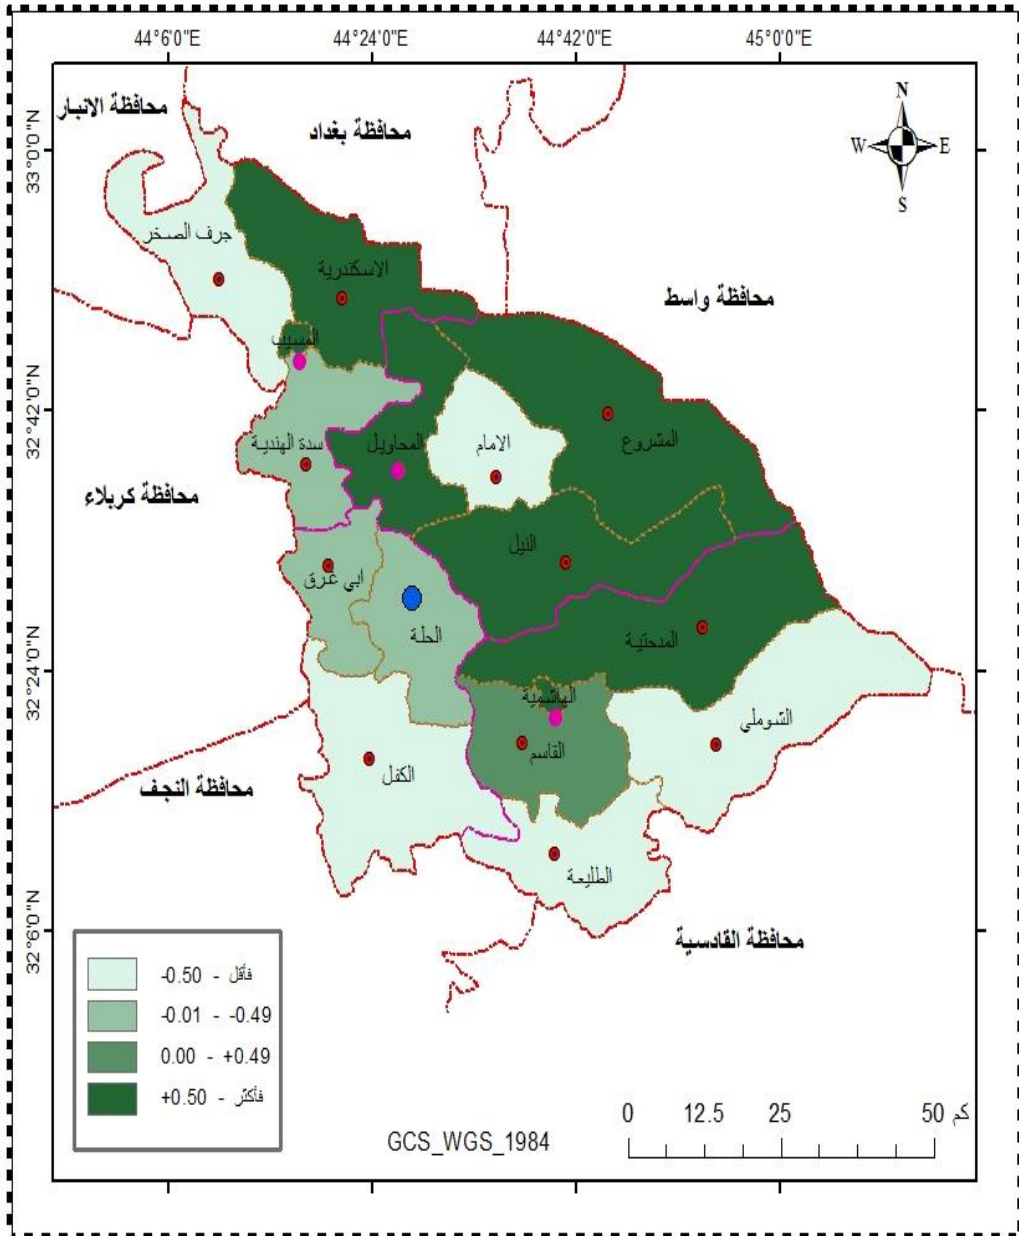 44°6'0"E
44°24'0"E
44°42'0"E
45°0'0"E
33°0'0"N
32°42'0"N
32°24'0"N
32°6'0"N
N
W
E
S
محافظة الانبار
محافظة بغداد
جرف الصخر
الاسكندرية
محافظة واسط
المسيب
المشروع
المحاويل
الامام
سدة الهندية
محافظة كربلاء
النيل
ابي غرق
الحلة
المدحتية
الهاشمية
الشوملي
القاسم
الكفل
محافظة النجف
الطليعة
محافظة القادسية
-0.50 - فأقل
-0.01 - -0.49
0.00 - +0.49
+0.50 - فأكثر
GCS_WGS_1984
0 12.5 25 50 كم